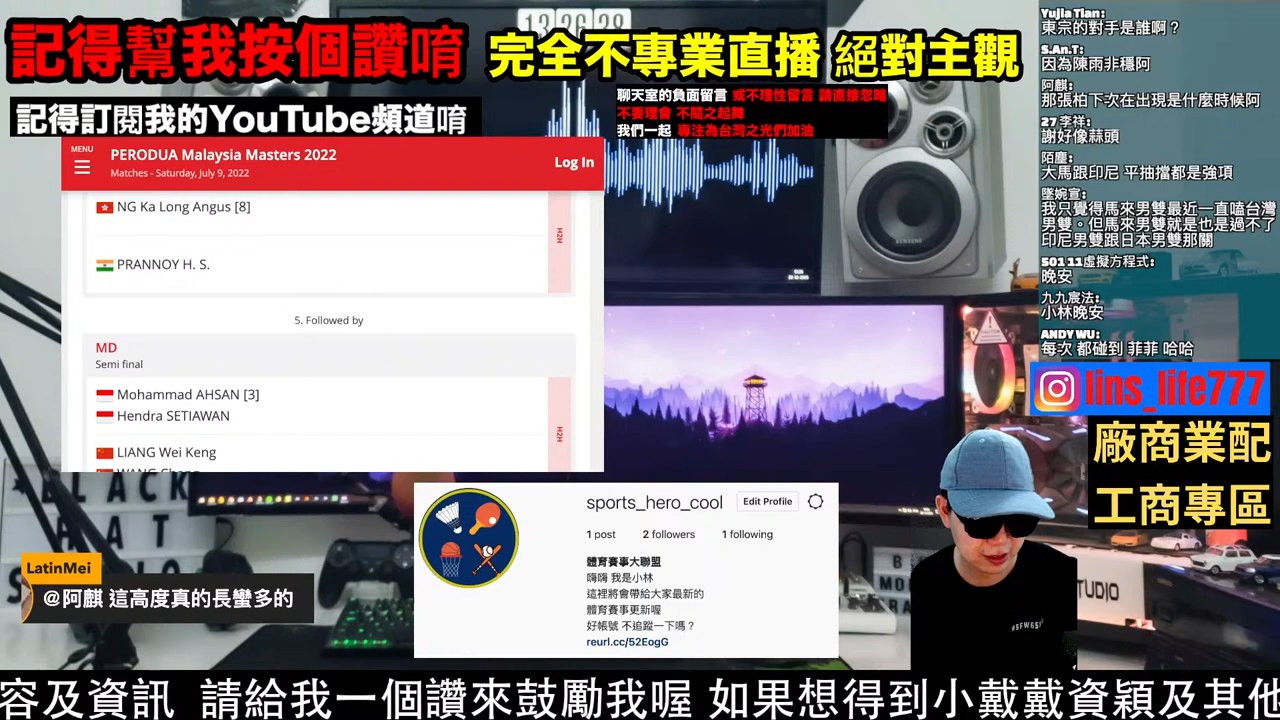 13 26 28
記得幫我按個讚唷
完全不專業直播 絕對主觀
記得訂閱我的YouTube頻道唷
聊天室的負面留言 或不理性留言 請直接忽略
不要理會 不隨之起舞
我們一起 專注為台灣之光們加油
MENU
PERODUA Malaysia Masters 2022
Matches - Saturday, July 9, 2022
Log In
NG Ka Long Angus [8]
H2H
PRANNOY H. S.
5. Followed by
MD
Semi final
Mohammad AHSAN [3]
Hendra SETIAWAN
H2H
LIANG Wei Keng
WANG Chang
SAMSUNG
Yujia Tian:
東宗的對手是誰啊？
S.An.T:
因為陳雨非穩阿
阿麒:
那張柏下次在出現是什麼時候阿
27 李祥:
謝好像蒜頭
陌塵:
大馬跟印尼 平抽擋都是強項
墜婉宣:
我只覺得馬來男雙最近一直嗑台灣
男雙。但馬來男雙就是也是過不了
印尼男雙跟日本男雙那關
S01 11虛擬方程式:
晚安
九九宸法:
小林晚安
ANDY WU:
每次 都碰到 菲菲 哈哈
lins_life777
廠商業配
工商專區
BLACK
HAT
LatinMei
@阿麒 這高度真的長蠻多的
sports_hero_cool
Edit Profile
1 post 2 followers 1 following
體育賽事大聯盟
嗨嗨 我是小林
這裡將會帶給大家最新的
體育賽事更新喔
好帳號 不追蹤一下嗎？
reurl.cc/52EogG
TUDIO
容及資訊 請給我一個讚來鼓勵我喔 如果想得到小戴戴資穎及其他